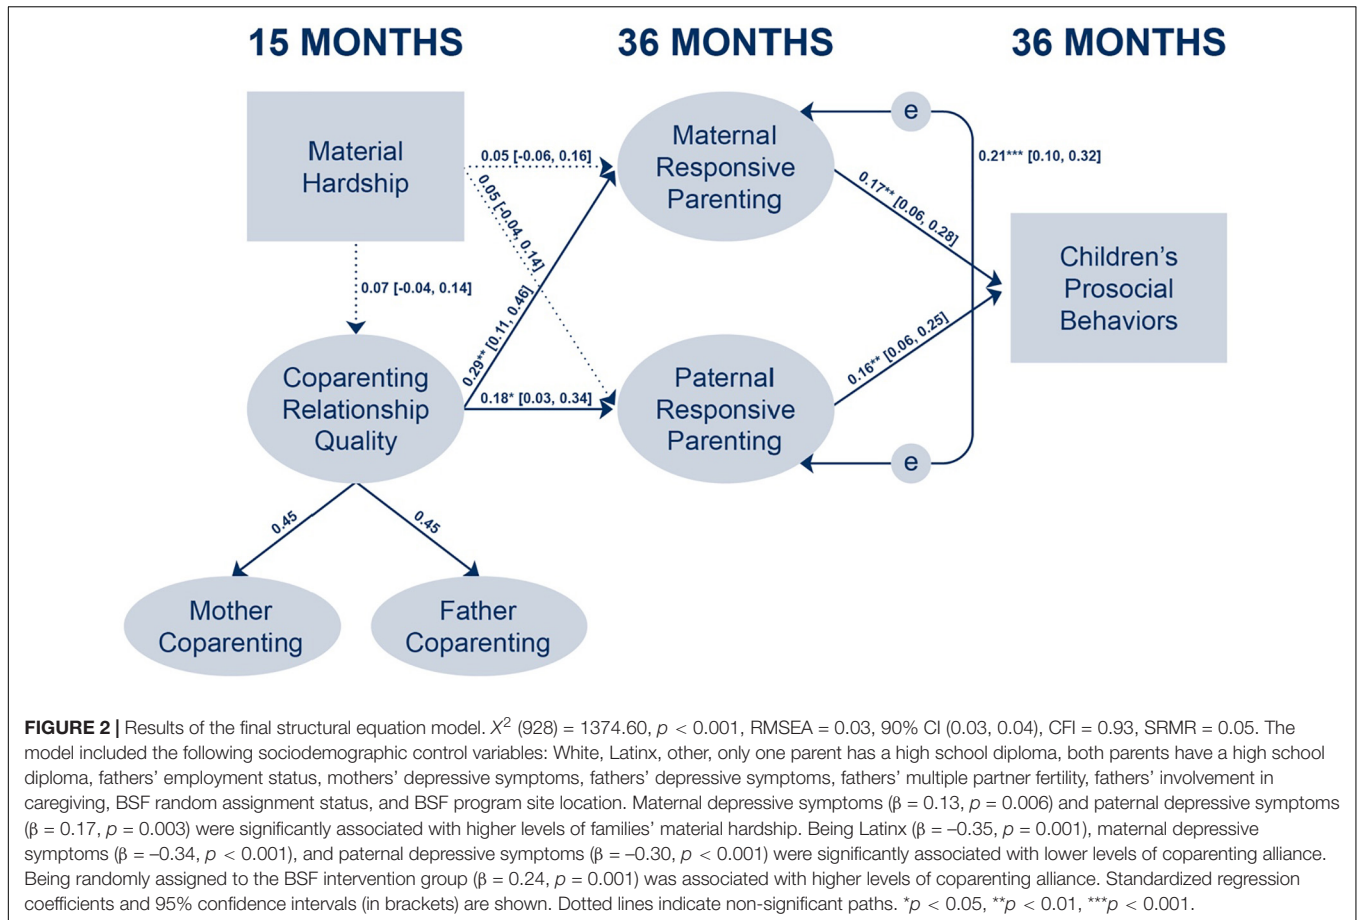 15 MONTHS
36 MONTHS
36 MONTHS
Material
Hardship
Maternal
Responsive
Parenting
e
0.05 [-0.06, 0.16]
0.05 [-0.04, 0.14]
0.21*** [0.10, 0.32]
0.17** [0.06, 0.28]
0.07 [-0.04, 0.14]
0.29** [0.11, 0.46]
Children’s
Prosocial
Behaviors
Coparenting
Relationship
Quality
0.18* [0.03, 0.34]
Paternal
Responsive
Parenting
0.16** [0.06, 0.25]
e
0.45
0.45
Mother
Coparenting
Father
Coparenting
FIGURE 2 | Results of the final structural equation model. X² (928) = 1374.60, p < 0.001, RMSEA = 0.03, 90% CI (0.03, 0.04), CFI = 0.93, SRMR = 0.05. The
model included the following sociodemographic control variables: White, Latinx, other, only one parent has a high school diploma, both parents have a high school
diploma, fathers’ employment status, mothers’ depressive symptoms, fathers’ depressive symptoms, fathers’ multiple partner fertility, fathers’ involvement in
caregiving, BSF random assignment status, and BSF program site location. Maternal depressive symptoms (β = 0.13, p = 0.006) and paternal depressive symptoms
(β = 0.17, p = 0.003) were significantly associated with higher levels of families’ material hardship. Being Latinx (β = –0.35, p = 0.001), maternal depressive
symptoms (β = –0.34, p < 0.001), and paternal depressive symptoms (β = –0.30, p < 0.001) were significantly associated with lower levels of coparenting alliance.
Being randomly assigned to the BSF intervention group (β = 0.24, p = 0.001) was associated with higher levels of coparenting alliance. Standardized regression
coefficients and 95% confidence intervals (in brackets) are shown. Dotted lines indicate non-significant paths. *p < 0.05, **p < 0.01, ***p < 0.001.